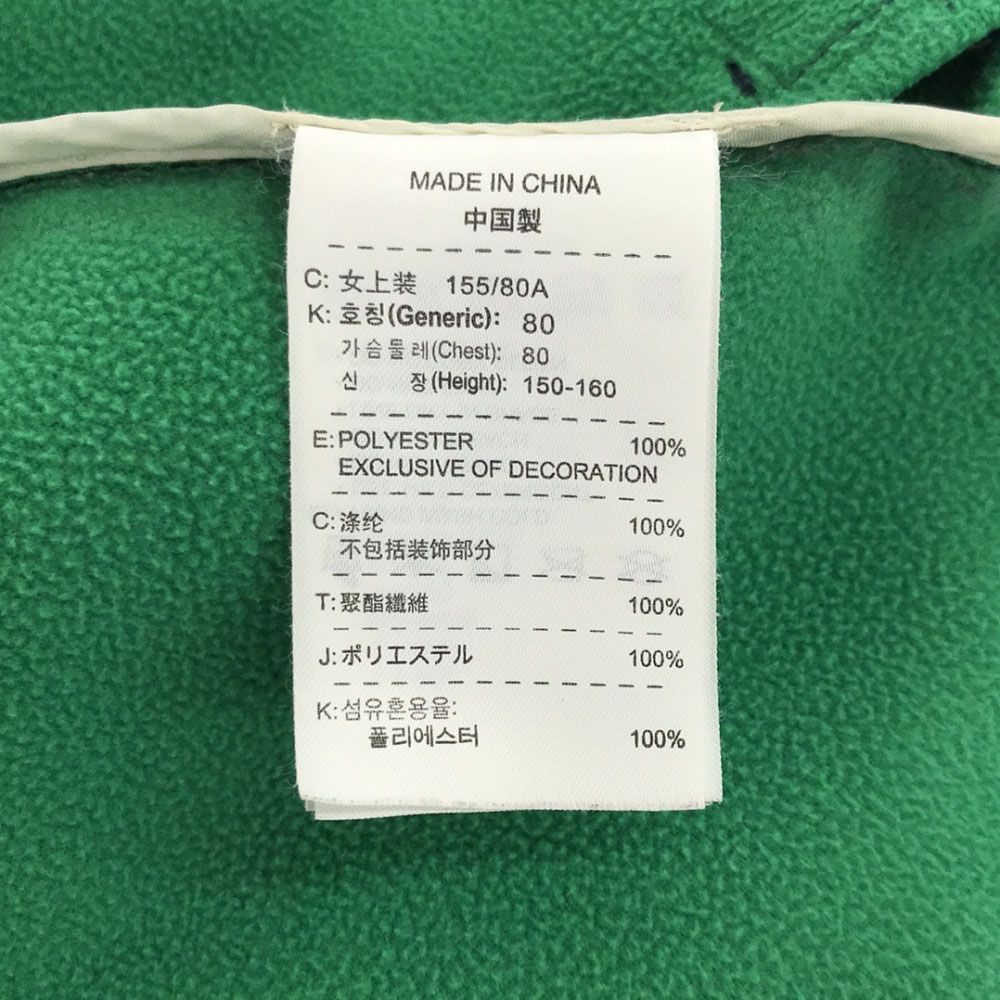 MADE IN CHINA
中国製
C: 女上装 155/80A
K: 호칭(Generic): 80
가슴물레(Chest): 80
신 장(Height): 150-160
E: POLYESTER 100%
EXCLUSIVE OF DECORATION
C: 涤纶 100%
不包括装饰部分
T: 聚酯纖維 100%
J: ポリエステル 100%
K: 섬유혼용율:
폴리에스터 100%